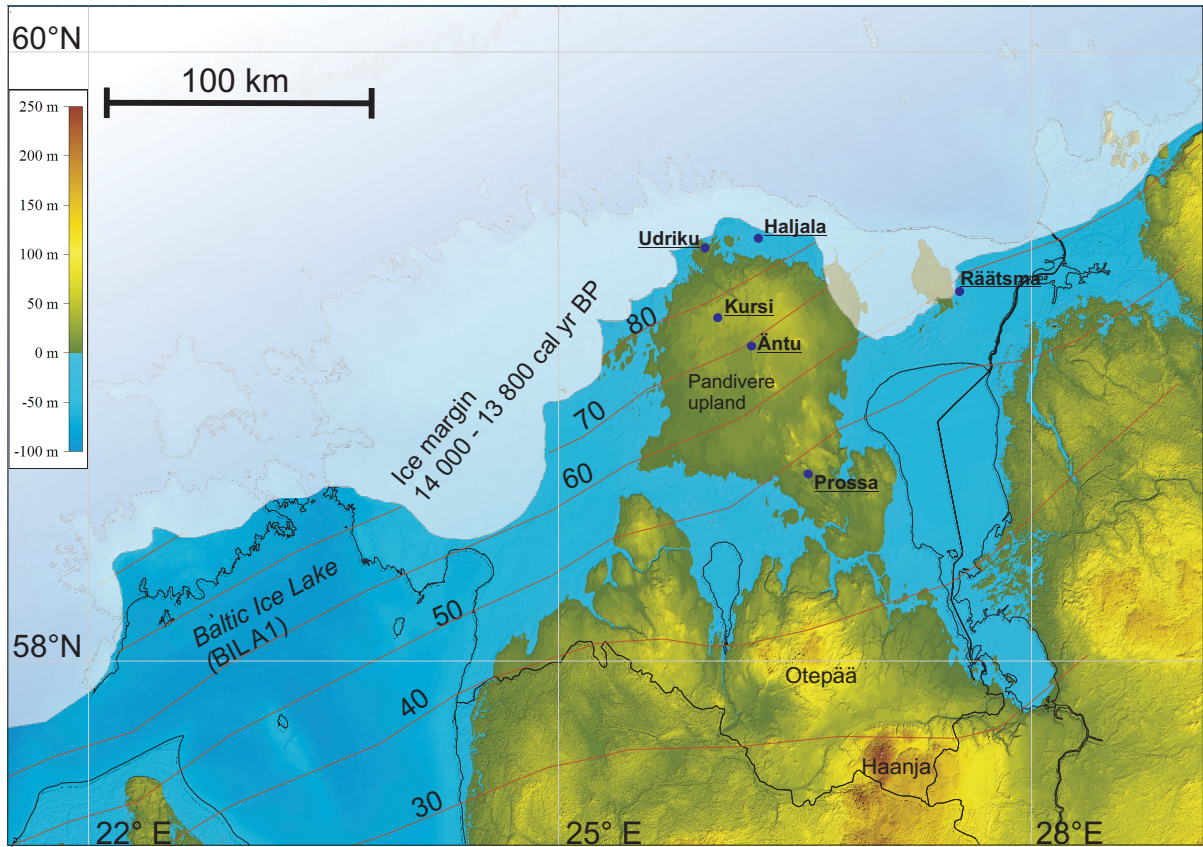 60°N
100 km
250 m
200 m
150 m
100 m
50 m
0 m
-50 m
-100 m
Udriku
Haljala
Räätsma
Kursi
Äntu
Pandivere
upland
Prossa
Ice margin
14 000 - 13 800 cal yr BP
80
70
60
50
40
30
Baltic Ice Lake
(BIL A1)
58°N
Otepää
Haanja
22° E
25° E
28° E